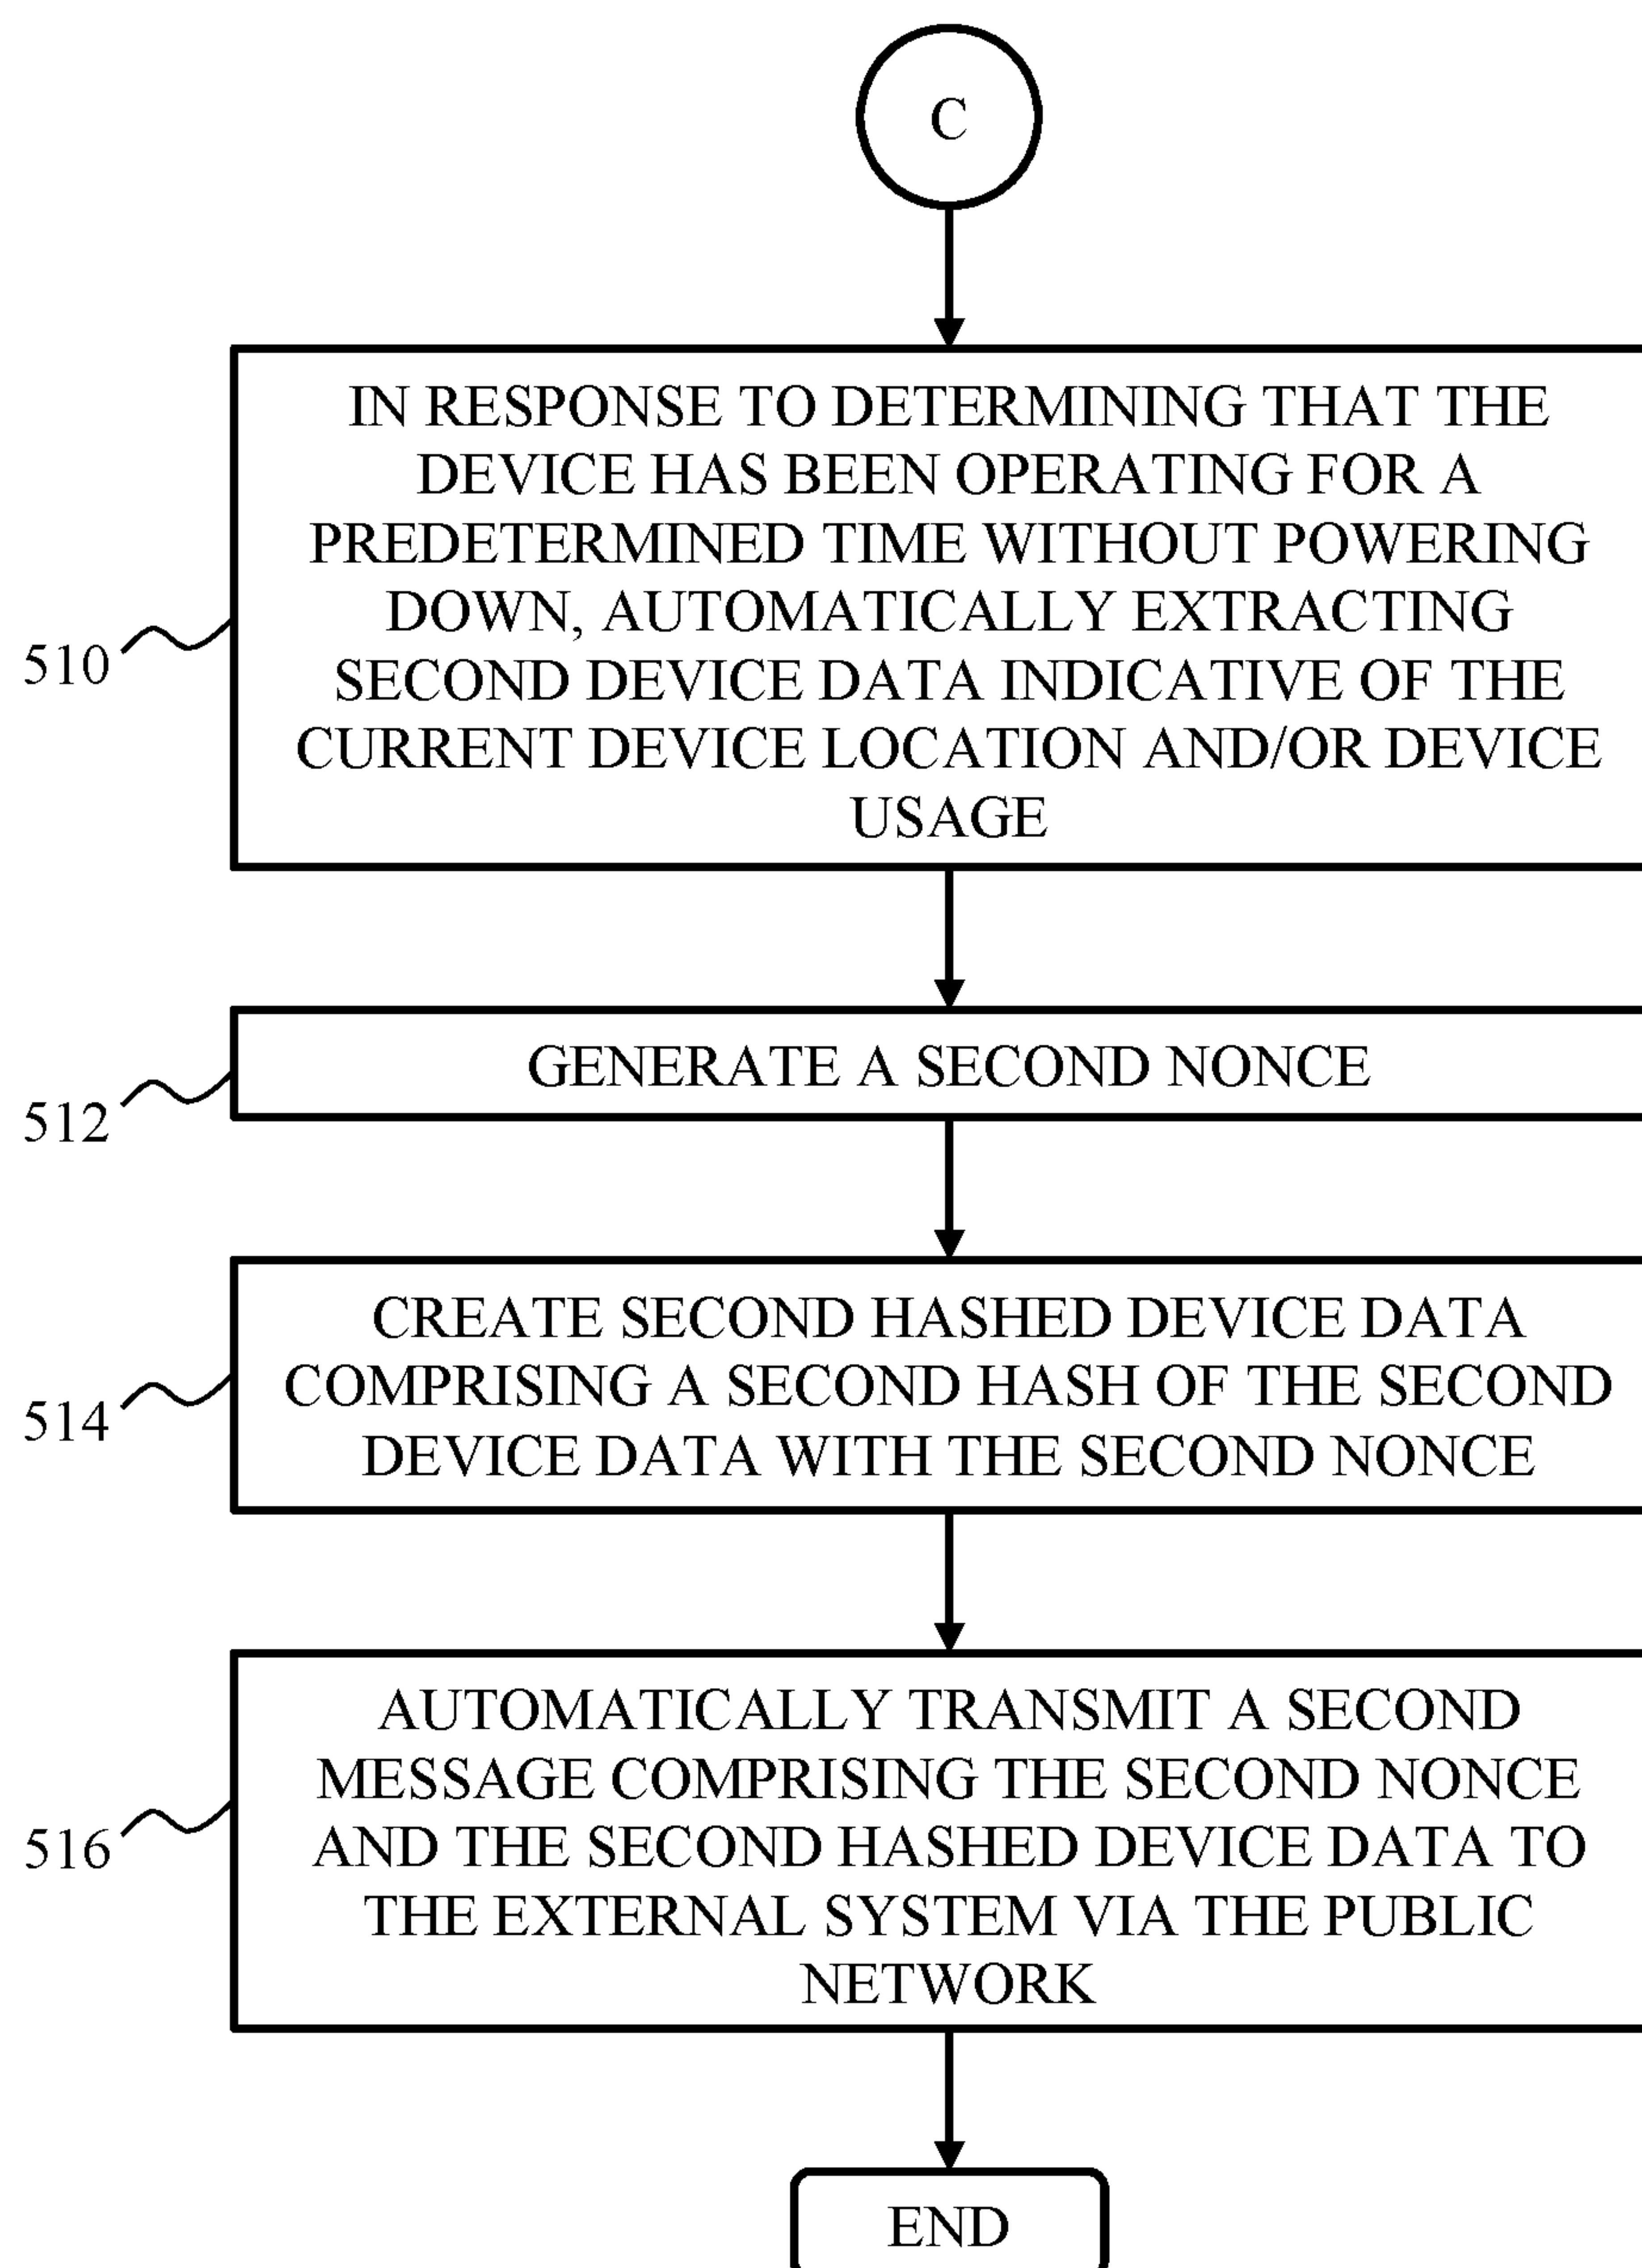 C
IN RESPONSE TO DETERMINING THAT THE
DEVICE HAS BEEN OPERATING FOR A
PREDETERMINED TIME WITHOUT POWERING
DOWN, AUTOMATICALLY EXTRACTING
SECOND DEVICE DATA INDICATIVE OF THE
CURRENT DEVICE LOCATION AND/OR DEVICE
USAGE
510
GENERATE A SECOND NONCE
512
CREATE SECOND HASHED DEVICE DATA
COMPRISING A SECOND HASH OF THE SECOND
DEVICE DATA WITH THE SECOND NONCE
514
AUTOMATICALLY TRANSMIT A SECOND
MESSAGE COMPRISING THE SECOND NONCE
AND THE SECOND HASHED DEVICE DATA TO
THE EXTERNAL SYSTEM VIA THE PUBLIC
NETWORK
516
END